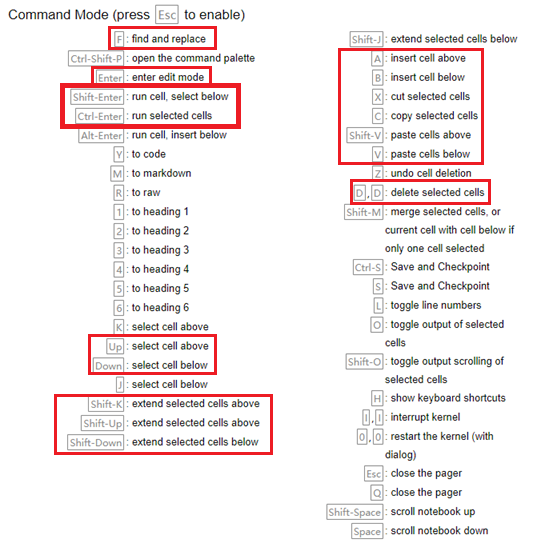 Command Mode (press Esc to enable)
F : find and replace
Ctrl-Shift-P : open the command palette
Enter : enter edit mode
Shift-Enter : run cell, select below
Ctrl-Enter : run selected cells
Alt-Enter : run cell, insert below
Y : to code
M : to markdown
R : to raw
1 : to heading 1
2 : to heading 2
3 : to heading 3
4 : to heading 4
5 : to heading 5
6 : to heading 6
K : select cell above
Up : select cell above
Down : select cell below
J : select cell below
Shift-K : extend selected cells above
Shift-Up : extend selected cells above
Shift-Down : extend selected cells below
Shift-J : extend selected cells below
A : insert cell above
B : insert cell below
X : cut selected cells
C : copy selected cells
Shift-V : paste cells above
V : paste cells below
Z : undo cell deletion
D , D : delete selected cells
Shift-M : merge selected cells, or
current cell with cell below if
only one cell selected
Ctrl-S : Save and Checkpoint
S : Save and Checkpoint
L : toggle line numbers
O : toggle output of selected
cells
Shift-O : toggle output scrolling of
selected cells
H : show keyboard shortcuts
I , I : interrupt kernel
0 , 0 : restart the kernel (with
dialog)
Esc : close the pager
Q : close the pager
Shift-Space : scroll notebook up
Space : scroll notebook down